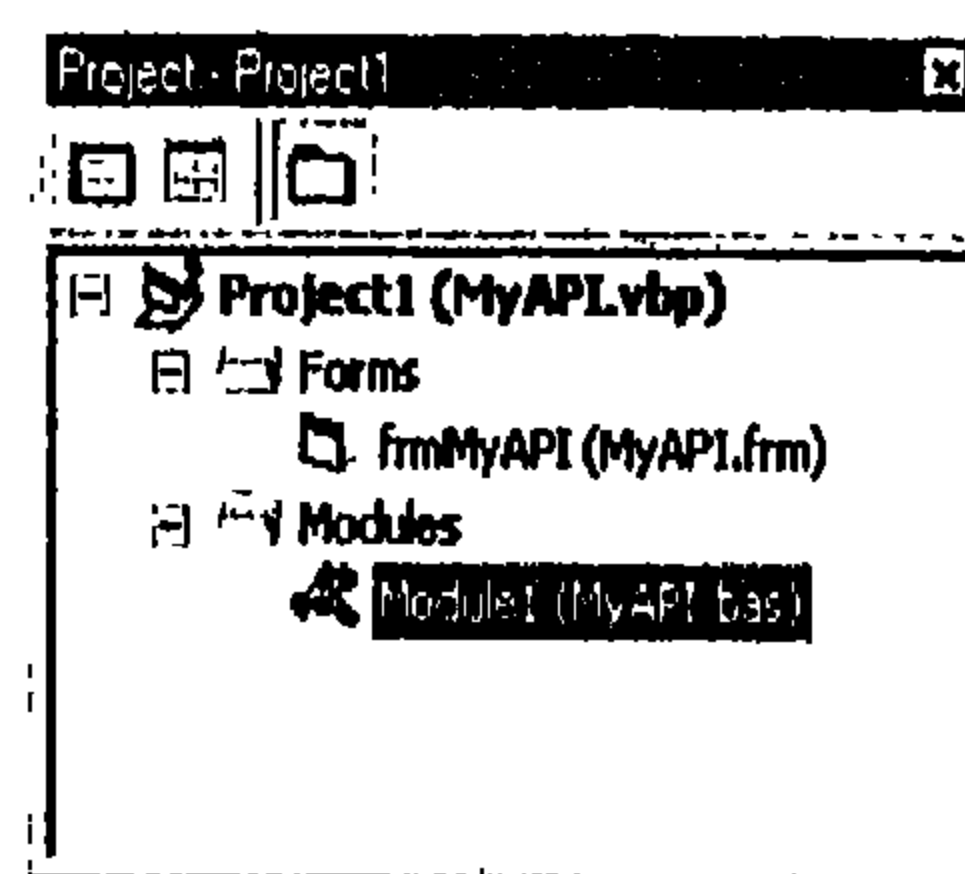 Project - Project1
Project1 (MyAPI.vbp)
Forms
frmMyAPI (MyAPI.frm)
Modules
Module1 (MyAPI.bas)